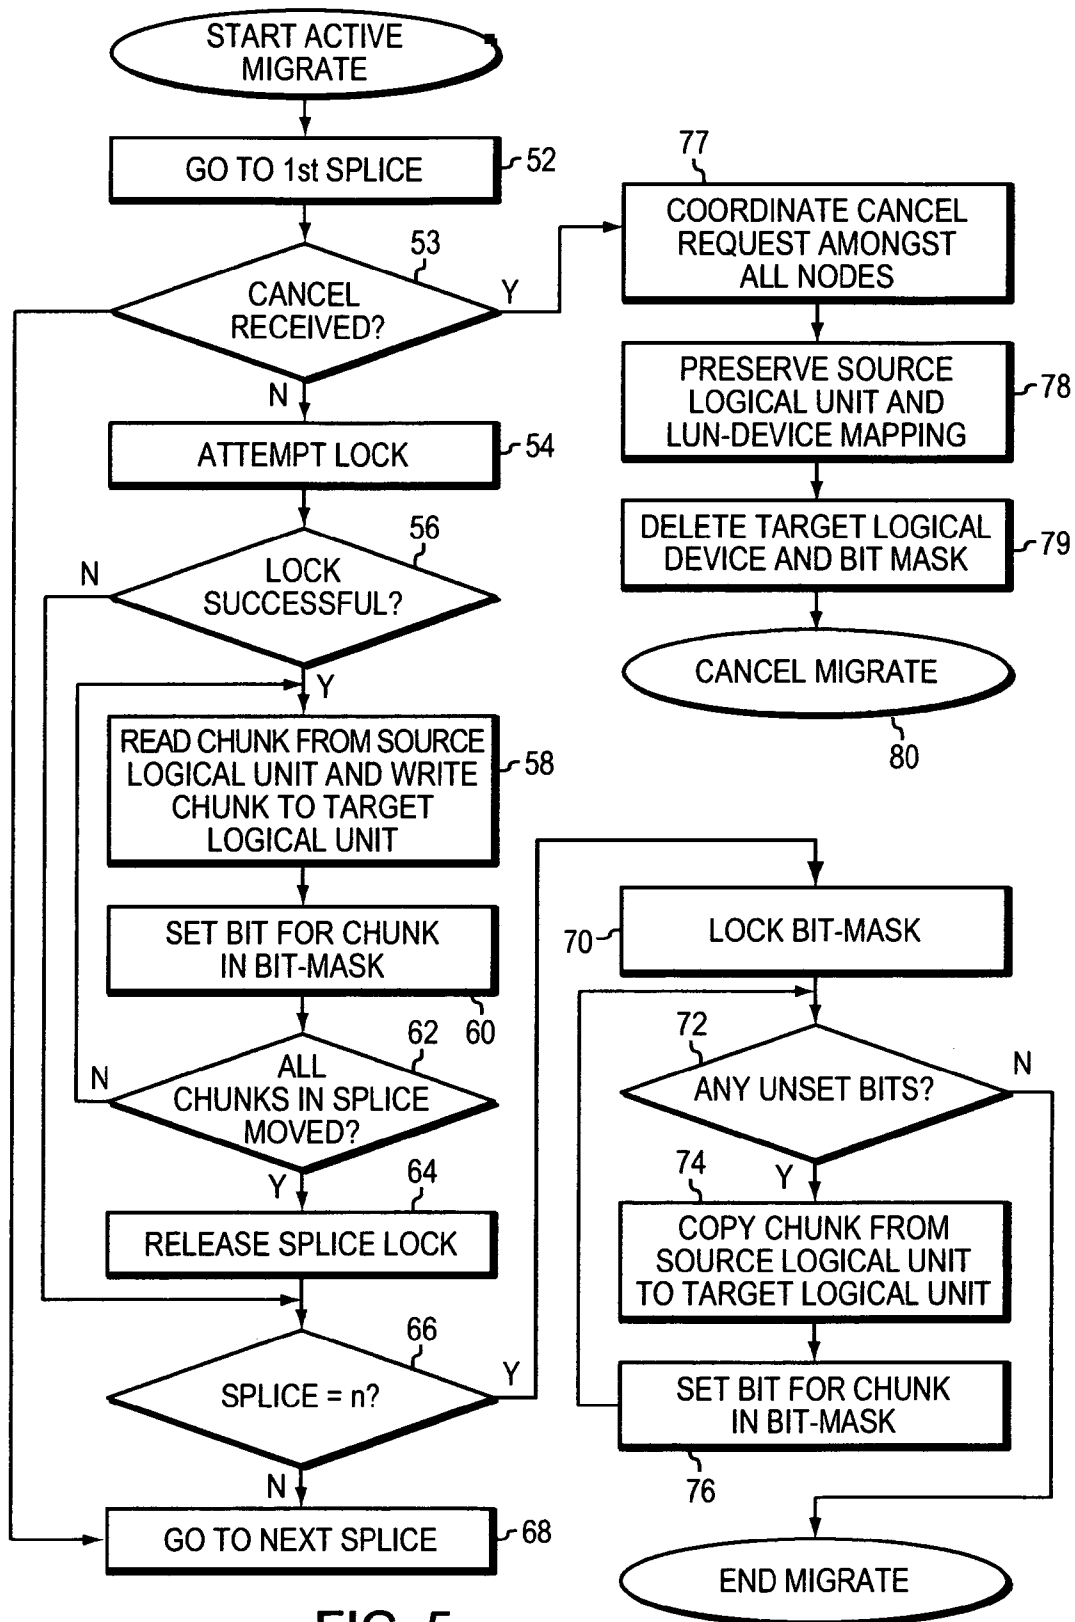 START ACTIVE
MIGRATE
GO TO 1st SPLICE
52
53
CANCEL
RECEIVED?
Y
N
ATTEMPT LOCK
54
56
N
LOCK
SUCCESSFUL?
Y
READ CHUNK FROM SOURCE
LOGICAL UNIT AND WRITE
CHUNK TO TARGET
LOGICAL UNIT
58
SET BIT FOR CHUNK
IN BIT-MASK
60
62
N
ALL
CHUNKS IN SPLICE
MOVED?
Y
64
RELEASE SPLICE LOCK
66
SPLICE = n?
Y
N
GO TO NEXT SPLICE
68
77
COORDINATE CANCEL
REQUEST AMONGST
ALL NODES
PRESERVE SOURCE
LOGICAL UNIT AND
LUN-DEVICE MAPPING
78
DELETE TARGET LOGICAL
DEVICE AND BIT MASK
79
CANCEL MIGRATE
80
LOCK BIT-MASK
70
72
ANY UNSET BITS?
N
Y
74
COPY CHUNK FROM
SOURCE LOGICAL UNIT
TO TARGET LOGICAL UNIT
SET BIT FOR CHUNK
IN BIT-MASK
76
END MIGRATE
FIG. 5